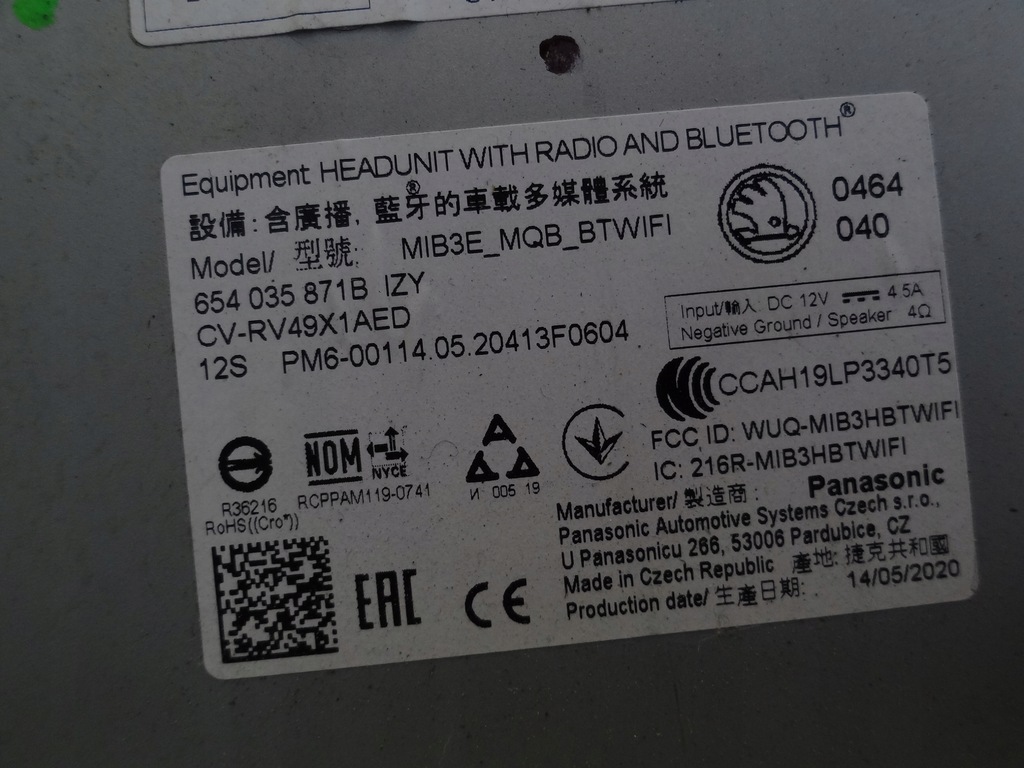 Equipment HEADUNIT WITH RADIO AND BLUETOOTH®
設備: 含廣播, 藍牙®的車載多媒體系統
Model/ 型號: MIB3E_MQB_BTWIFI
0464
040
654 035 871B IZY
CV-RV49X1AED
12S PM6-00114.05.20413F0604
Input/輸入: DC 12V 4.5A
Negative Ground / Speaker 4Ω
CCAH19LP3340T5
FCC ID: WUQ-MIB3HBTWIFI
IC: 216R-MIB3HBTWIFI
R36216
RoHS((Cro*))
NOM
NYCE
RCPPAM119-0741
И 005 19
Manufacturer/ 製造商: Panasonic
Panasonic Automotive Systems Czech s.r.o.,
U Panasonicu 266, 53006 Pardubice, CZ
Made in Czech Republic 產地: 捷克共和國
Production date/ 生產日期: 14/05/2020
EAC
CE